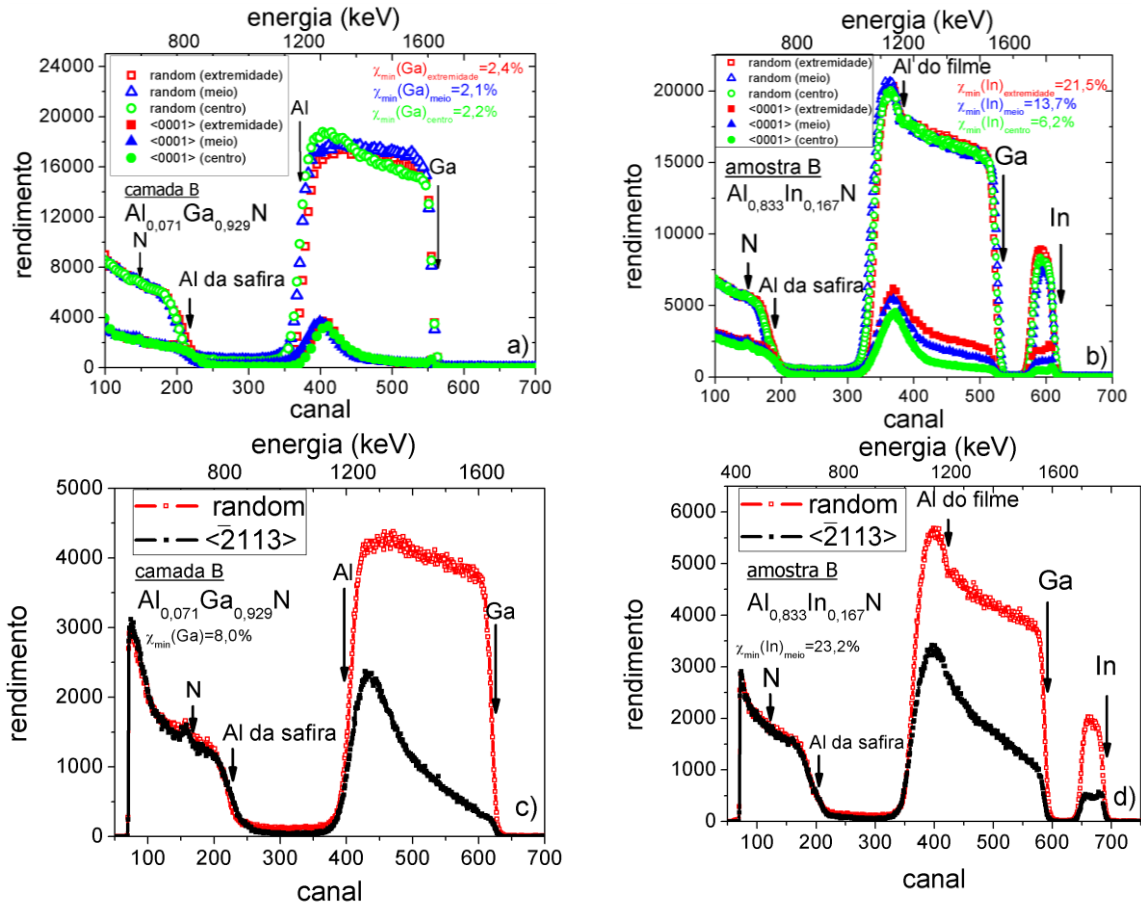 energia (keV)
800 1200 1600
24000
20000
16000
12000
8000
4000
0
rendimento
random (extremidade)
random (meio)
random (centro)
<0001> (extremidade)
<0001> (meio)
<0001> (centro)
χmin(Ga)extremidade=2,4%
χmin(Ga)meio=2,1%
χmin(Ga)centro=2,2%
Al
Ga
camada B
Al0,071Ga0,929N
N
Al da safira
a)
100 200 300 400 500 600 700
canal
energia (keV)
800 1200 1600
20000
15000
10000
5000
0
rendimento
random (extremidade)
random (meio)
random (centro)
<0001> (extremidade)
<0001> (meio)
<0001> (centro)
Al do filme
χmin(In)extremidade=21,5%
χmin(In)meio=13,7%
χmin(In)centro=6,2%
Ga
In
amostra B
Al0,833In0,167N
N
Al da safira
b)
100 200 300 400 500 600 700
canal
energia (keV)
800 1200 1600
5000
4000
3000
2000
1000
0
rendimento
random
<2̅113>
camada B
Al0,071Ga0,929N
χmin(Ga)=8,0%
Al
Ga
N
Al da safira
c)
100 200 300 400 500 600 700
canal
energia (keV)
400 800 1200 1600
6000
5000
4000
3000
2000
1000
0
rendimento
random
<2̅113>
Al do filme
amostra B
Al0,833In0,167N
χmin(In)meio=23,2%
Ga
In
N
Al da safira
d)
100 200 300 400 500 600 700
canal